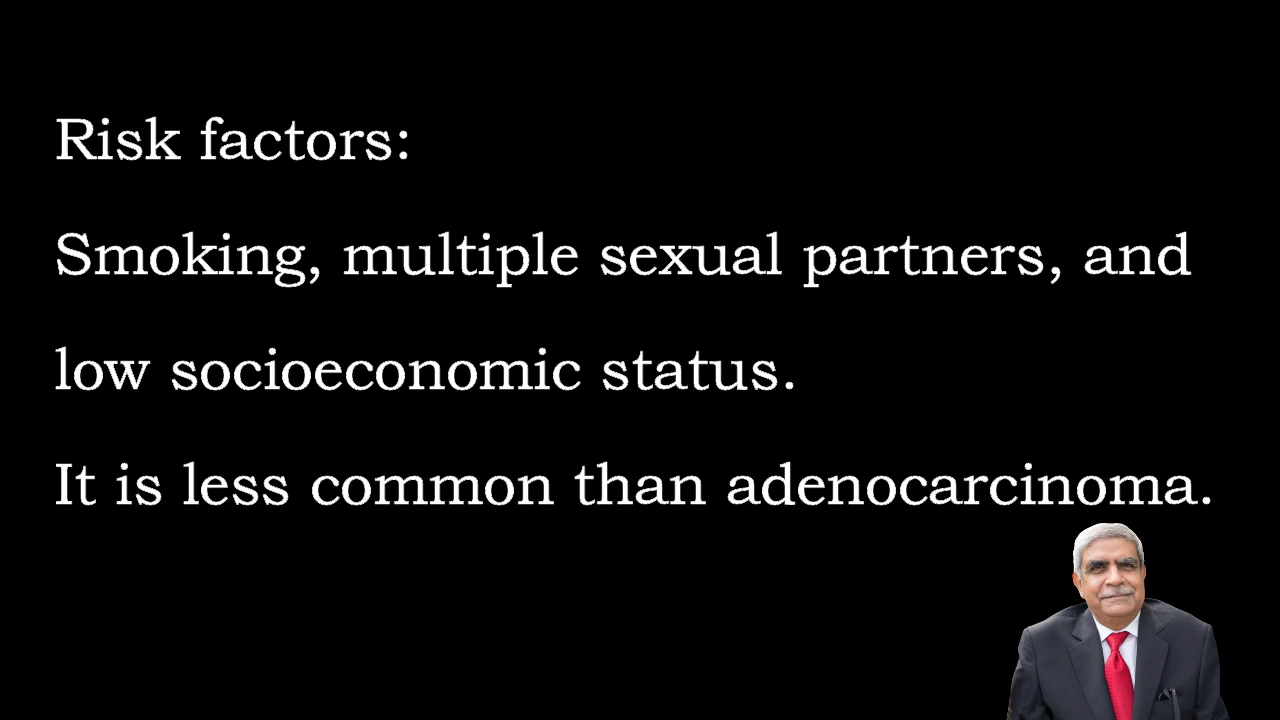 Risk factors:
Smoking, multiple sexual partners, and
low socioeconomic status.
It is less common than adenocarcinoma.